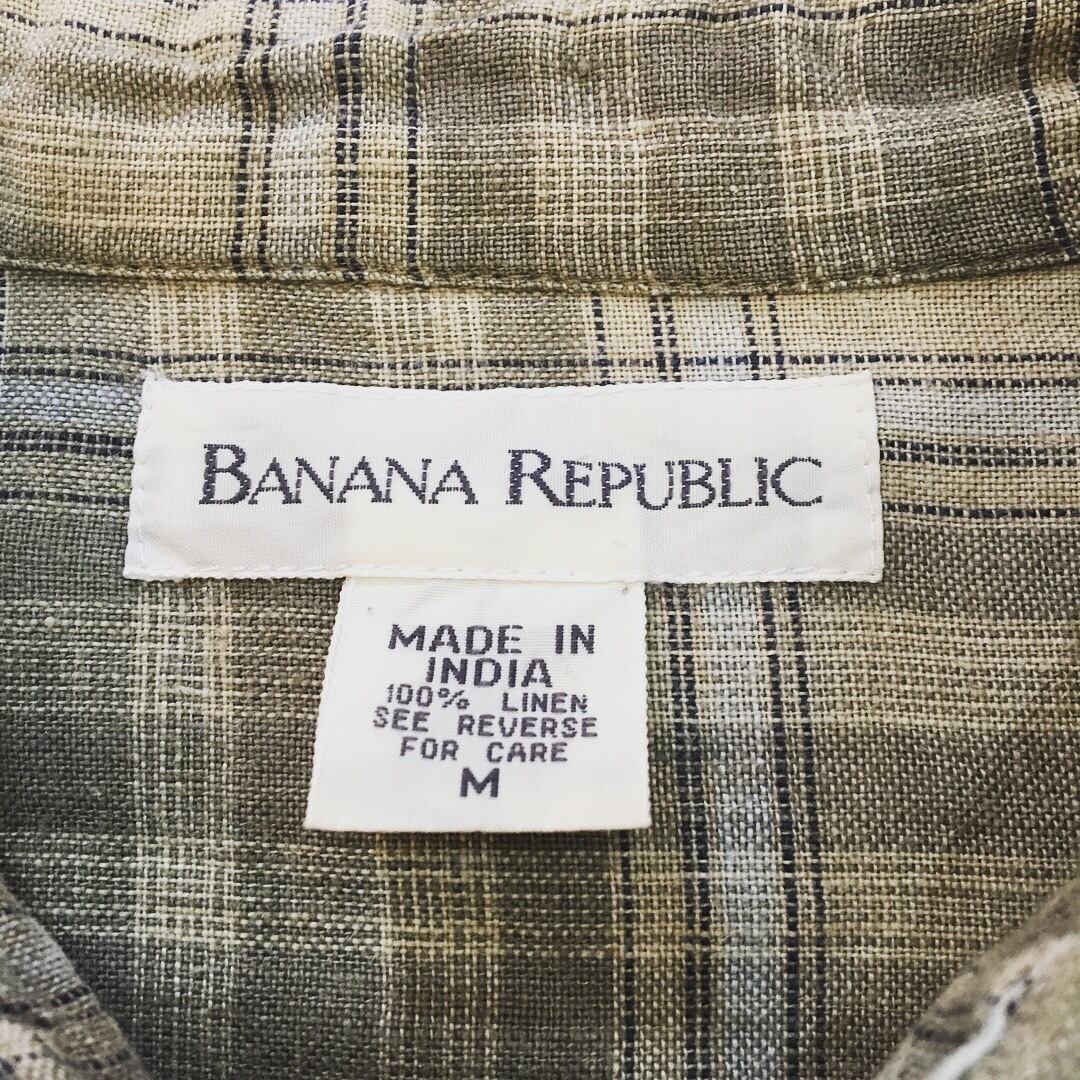 BANANA REPUBLIC
MADE IN
INDIA
100% LINEN
SEE REVERSE
FOR CARE
M